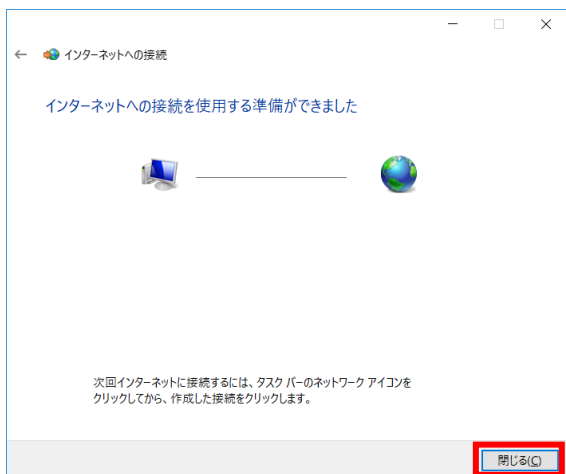 インターネットへの接続
インターネットへの接続を使用する準備ができました
次回インターネットに接続するには、タスク バーのネットワーク アイコンを
クリックしてから、作成した接続をクリックします。
閉じる(C)